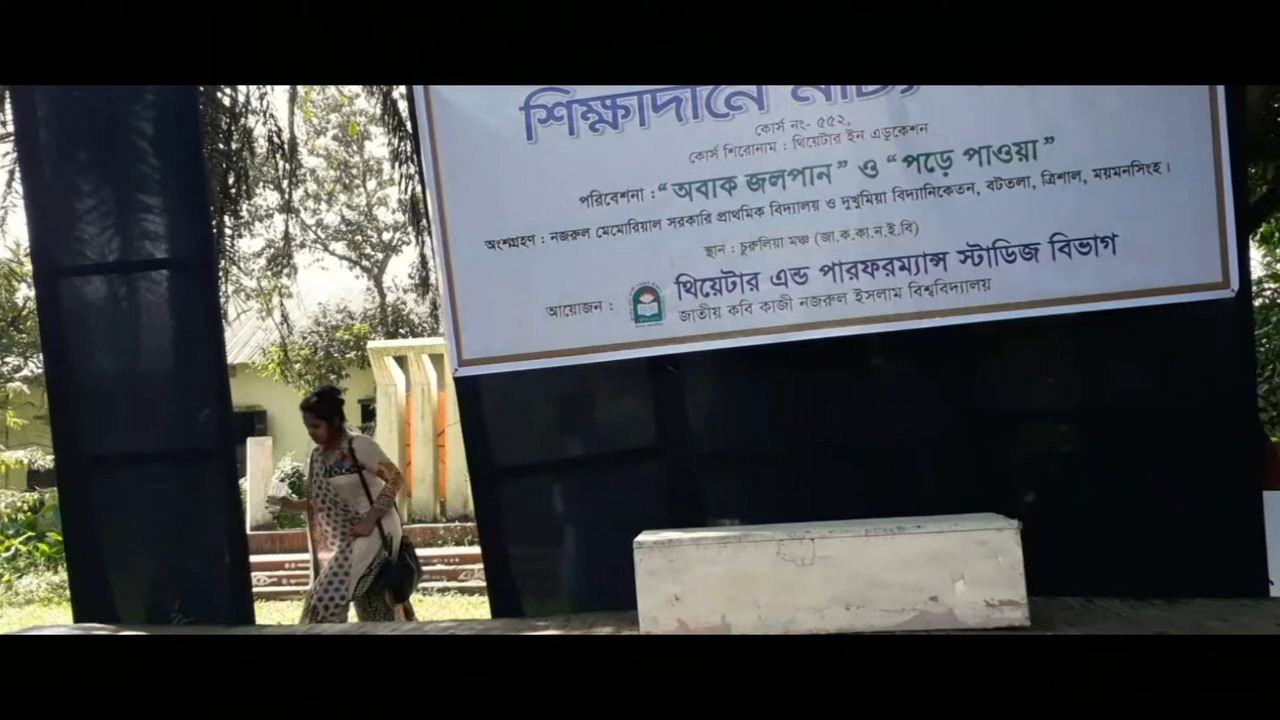 শিক্ষাদানে
কোর্স নং- ৫৫২,
কোর্স শিরোনাম : থিয়েটার ইন এডুকেশন
পরিবেশনা : “অবাক জলপান” ও “পড়ে পাওয়া”
অংশগ্রহণ : নজরুল মেমোরিয়াল সরকারি প্রাথমিক বিদ্যালয় ও দুখুমিয়া বিদ্যানিকেতন, বটতলা, ত্রিশাল, ময়মনসিংহ।
স্থান : চুরুলিয়া মঞ্চ (জা.ক.কা.ন.ই.বি)
আয়োজন : থিয়েটার এন্ড পারফরম্যান্স স্টাডিজ বিভাগ
জাতীয় কবি কাজী নজরুল ইসলাম বিশ্ববিদ্যালয়